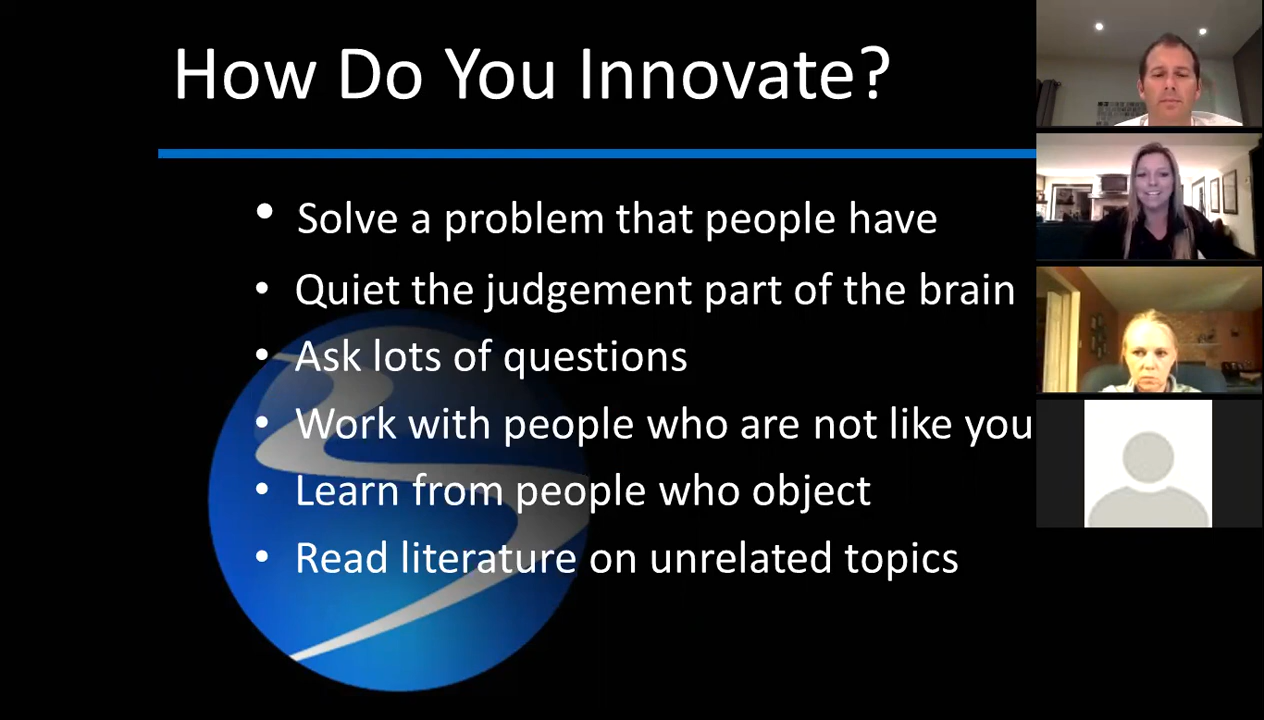 How Do You Innovate?
• Solve a problem that people have
• Quiet the judgement part of the brain
• Ask lots of questions
• Work with people who are not like you
• Learn from people who object
• Read literature on unrelated topics